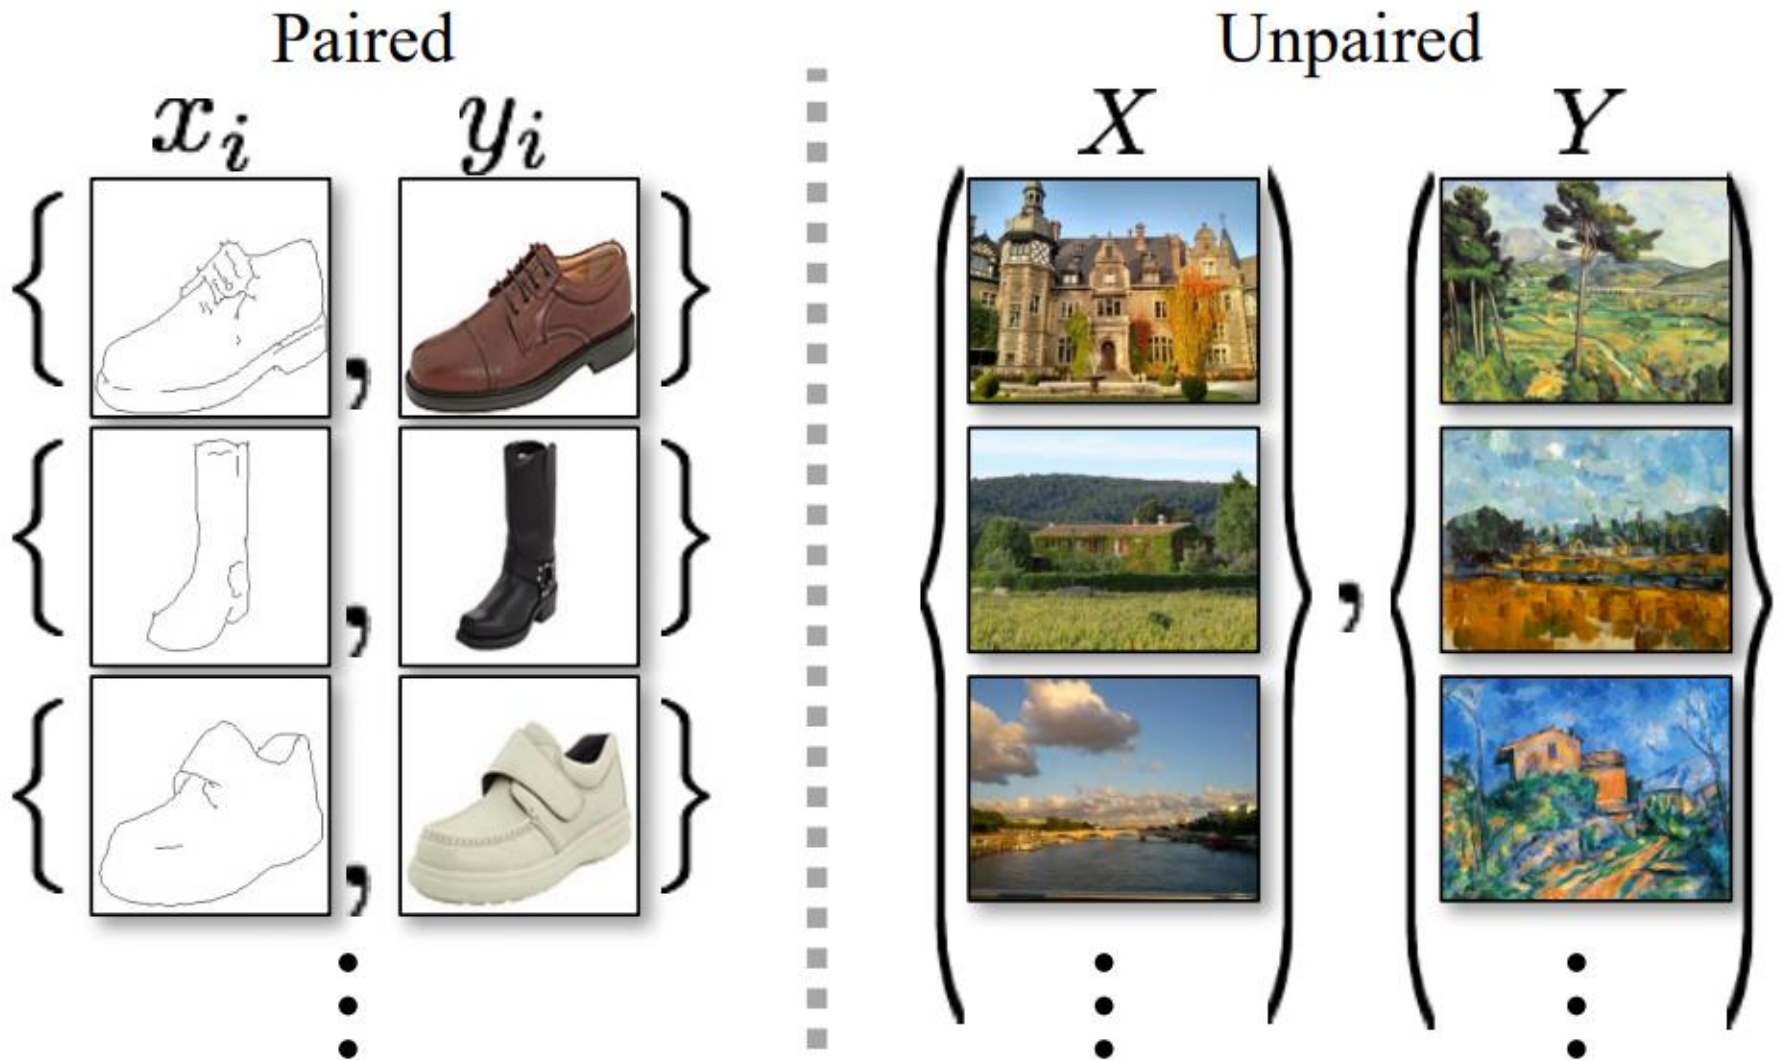 Paired
Unpaired
x_i
y_i
X
Y
{ , }
{ , }
{ , }
{ } , { }
⋮
⋮
⋮